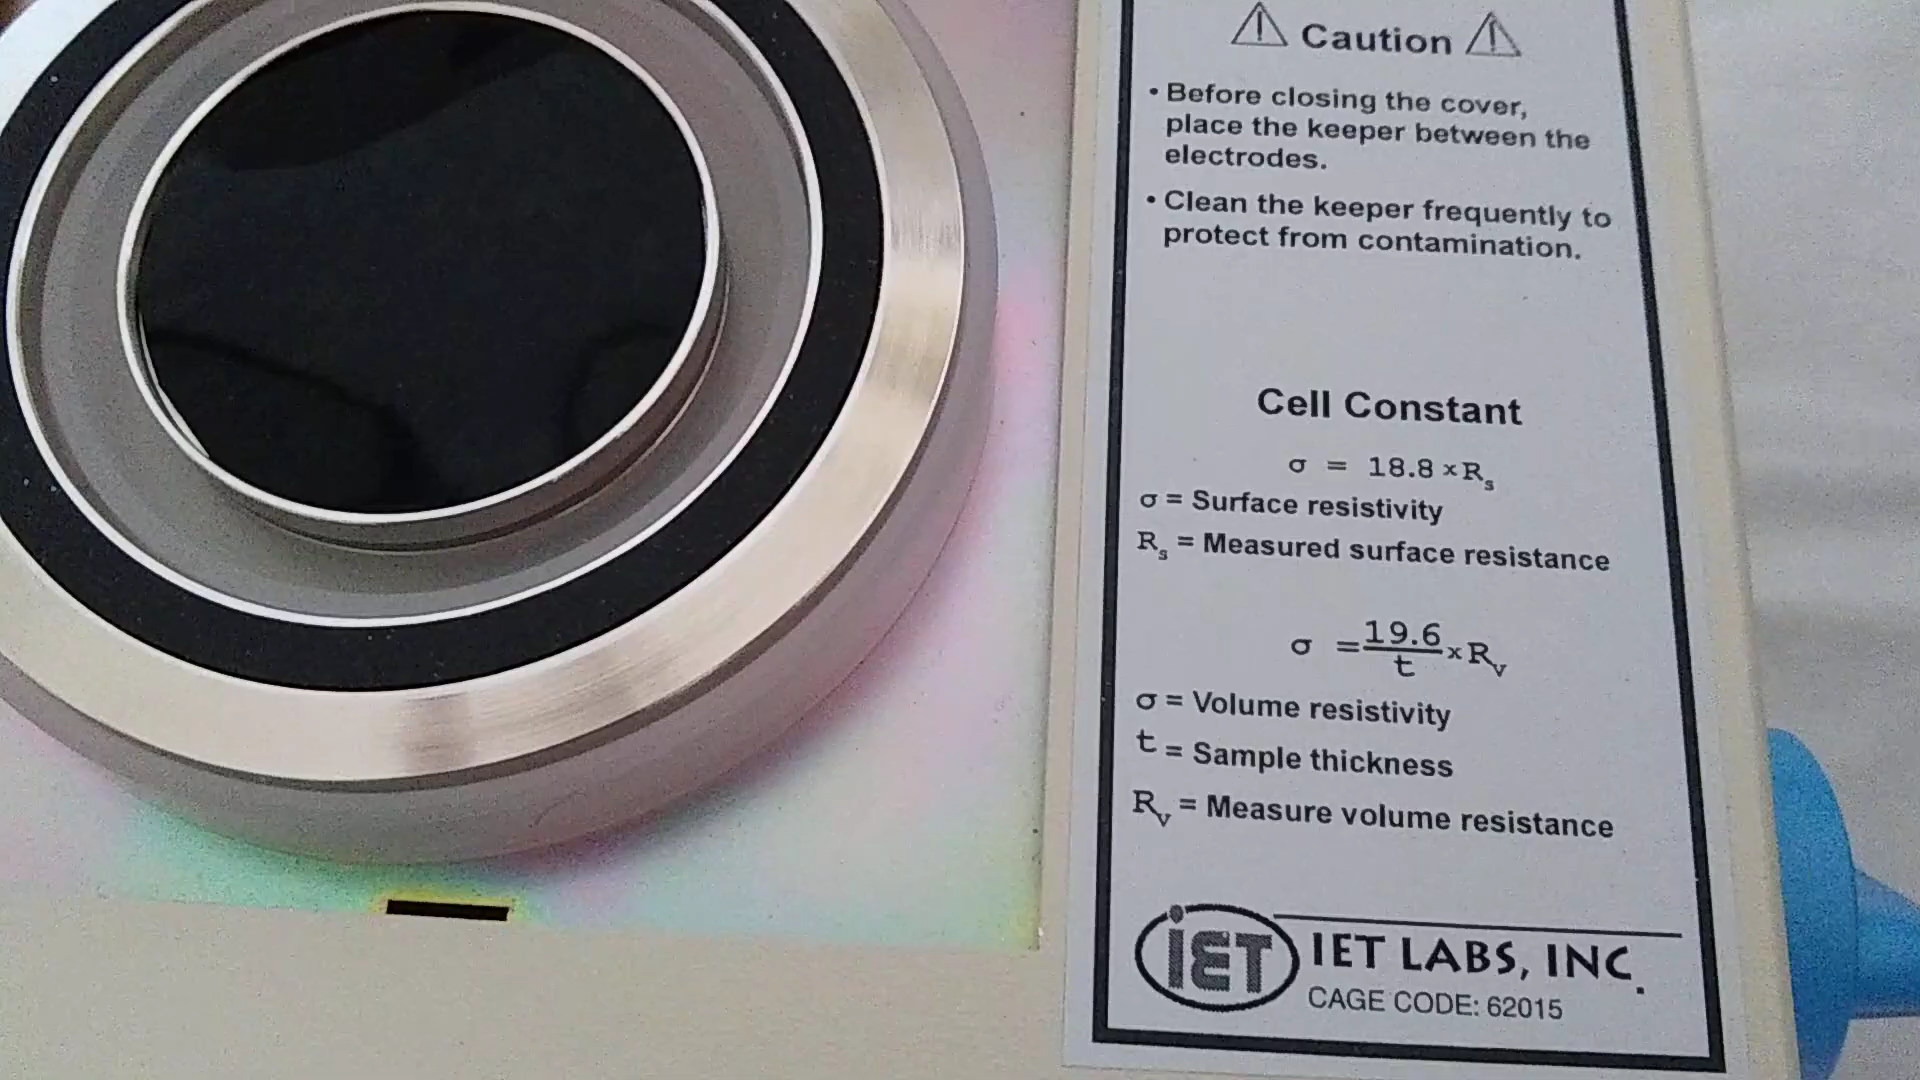 ⚠ Caution ⚠
• Before closing the cover,
place the keeper between the
electrodes.
• Clean the keeper frequently to
protect from contamination.
Cell Constant
σ = 18.8 × Rₛ
σ = Surface resistivity
Rₛ = Measured surface resistance
σ = 19.6/t x Rᵥ
σ = Volume resistivity
t = Sample thickness
Rᵥ = Measure volume resistance
iET IET LABS, INC.
CAGE CODE: 62015